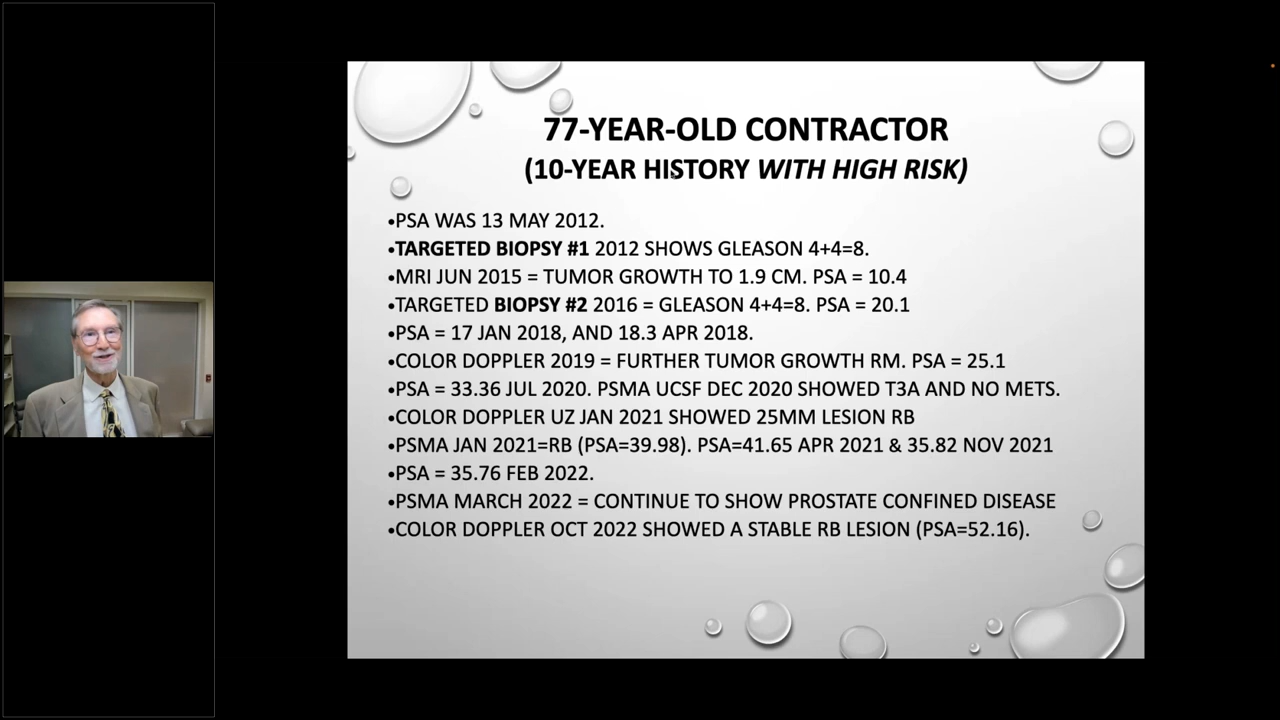 77-YEAR-OLD CONTRACTOR
(10-YEAR HISTORY WITH HIGH RISK)
•PSA WAS 13 MAY 2012.
•TARGETED BIOPSY #1 2012 SHOWS GLEASON 4+4=8.
•MRI JUN 2015 = TUMOR GROWTH TO 1.9 CM. PSA = 10.4
•TARGETED BIOPSY #2 2016 = GLEASON 4+4=8. PSA = 20.1
•PSA = 17 JAN 2018, AND 18.3 APR 2018.
•COLOR DOPPLER 2019 = FURTHER TUMOR GROWTH RM. PSA = 25.1
•PSA = 33.36 JUL 2020. PSMA UCSF DEC 2020 SHOWED T3A AND NO METS.
•COLOR DOPPLER UZ JAN 2021 SHOWED 25MM LESION RB
•PSMA JAN 2021=RB (PSA=39.98). PSA=41.65 APR 2021 & 35.82 NOV 2021
•PSA = 35.76 FEB 2022.
•PSMA MARCH 2022 = CONTINUE TO SHOW PROSTATE CONFINED DISEASE
•COLOR DOPPLER OCT 2022 SHOWED A STABLE RB LESION (PSA=52.16).